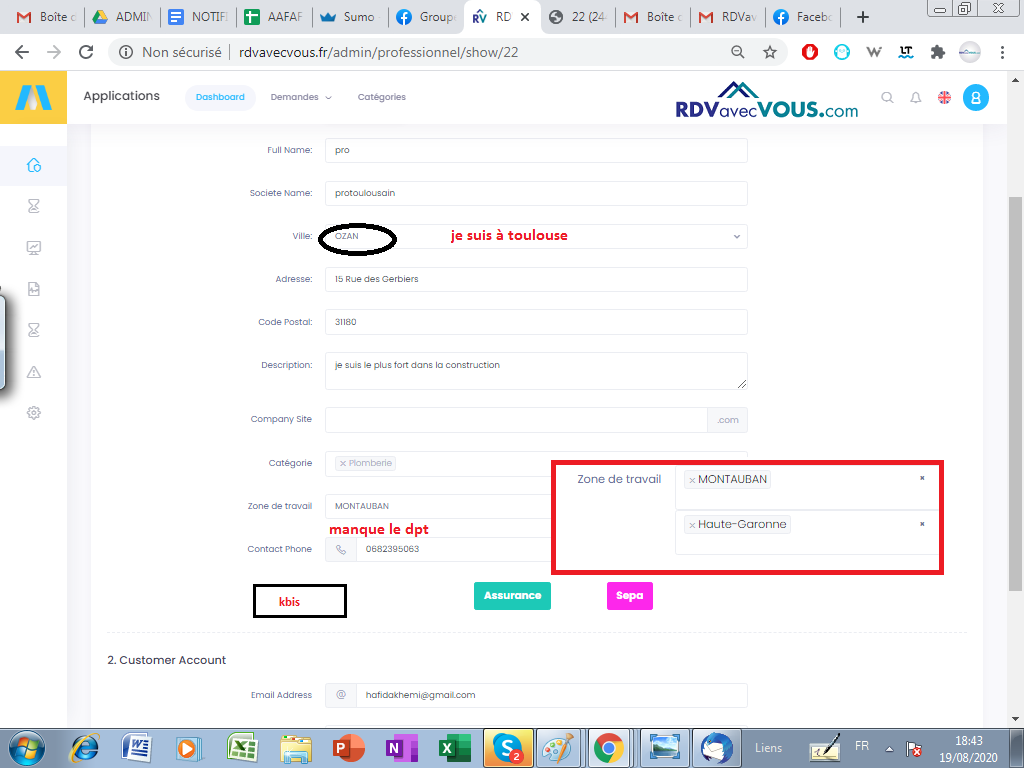 Boîte d
ADMIN
NOTIF
AAFAF
Sumo
Group
RD
22 (24
Boîte d
RDVav
Faceb
Non sécurisé | rdvavecvous.fr/admin/professionnel/show/22
Applications Dashboard Demandes Catégories RDVavecVOUS.com
Full Name: pro
Societe Name: protoulousain
Ville: OZAN je suis à toulouse
Adresse: 15 Rue des Gerbiers
Code Postal: 31180
Description: je suis le plus fort dans la construction
Company Site .com
Catégorie × Plomberie
Zone de travail × MONTAUBAN ×
Zone de travail MONTAUBAN
× Haute-Garonne ×
manque le dpt
Contact Phone 0682395063
kbis Assurance Sepa
2. Customer Account
Email Address @ hafidakhemi@gmail.com
2
Liens FR 18:43
19/08/2020